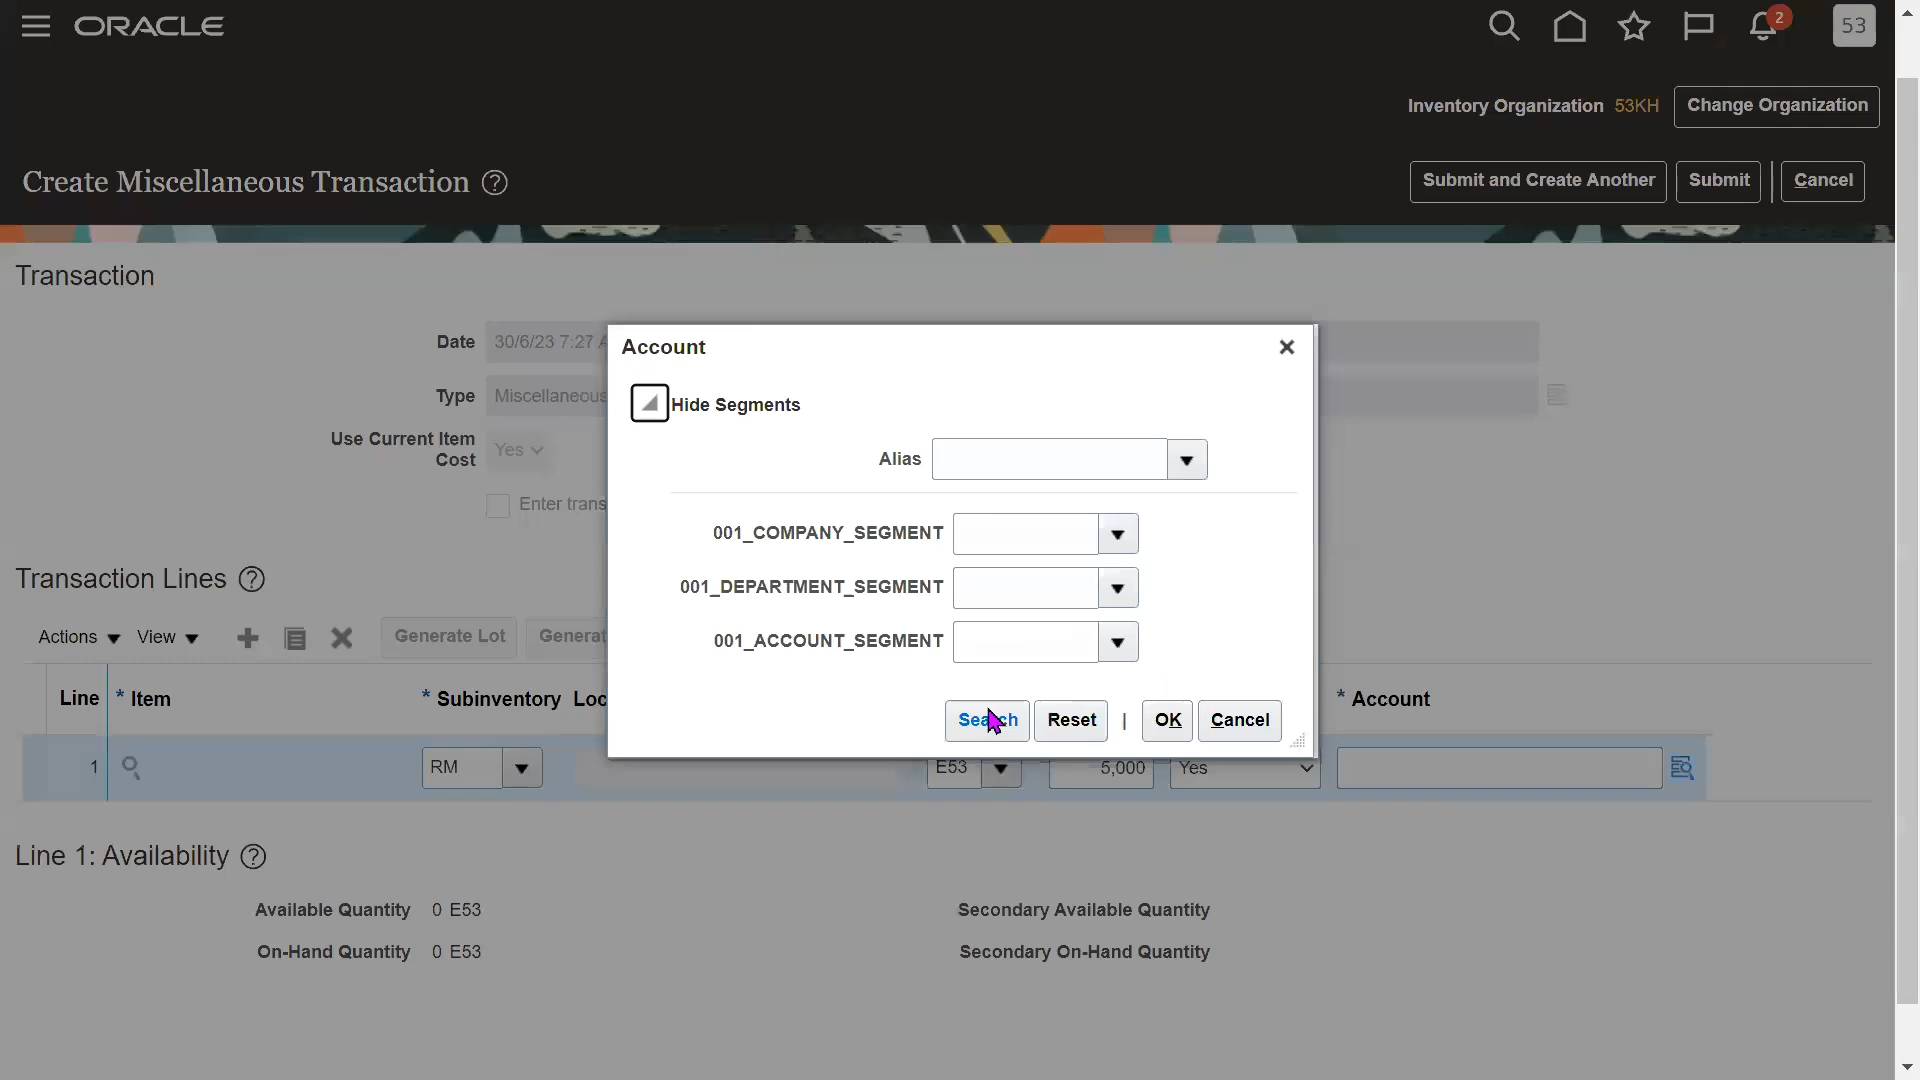 ORACLE
2
53
Inventory Organization 53KH Change Organization
Create Miscellaneous Transaction ?
Submit and Create Another Submit Cancel
Transaction
Date 30/6/23 7:27
Type Miscellaneous
Use Current Item Cost Yes
Enter trans
Account
Hide Segments
Alias
001_COMPANY_SEGMENT
001_DEPARTMENT_SEGMENT
001_ACCOUNT_SEGMENT
Search Reset | OK Cancel
Transaction Lines ?
Actions View Generate Lot Generat
Line * Item * Subinventory Loc * Account
1 RM E53 5,000 Yes
Line 1: Availability ?
Available Quantity 0 E53 Secondary Available Quantity
On-Hand Quantity 0 E53 Secondary On-Hand Quantity